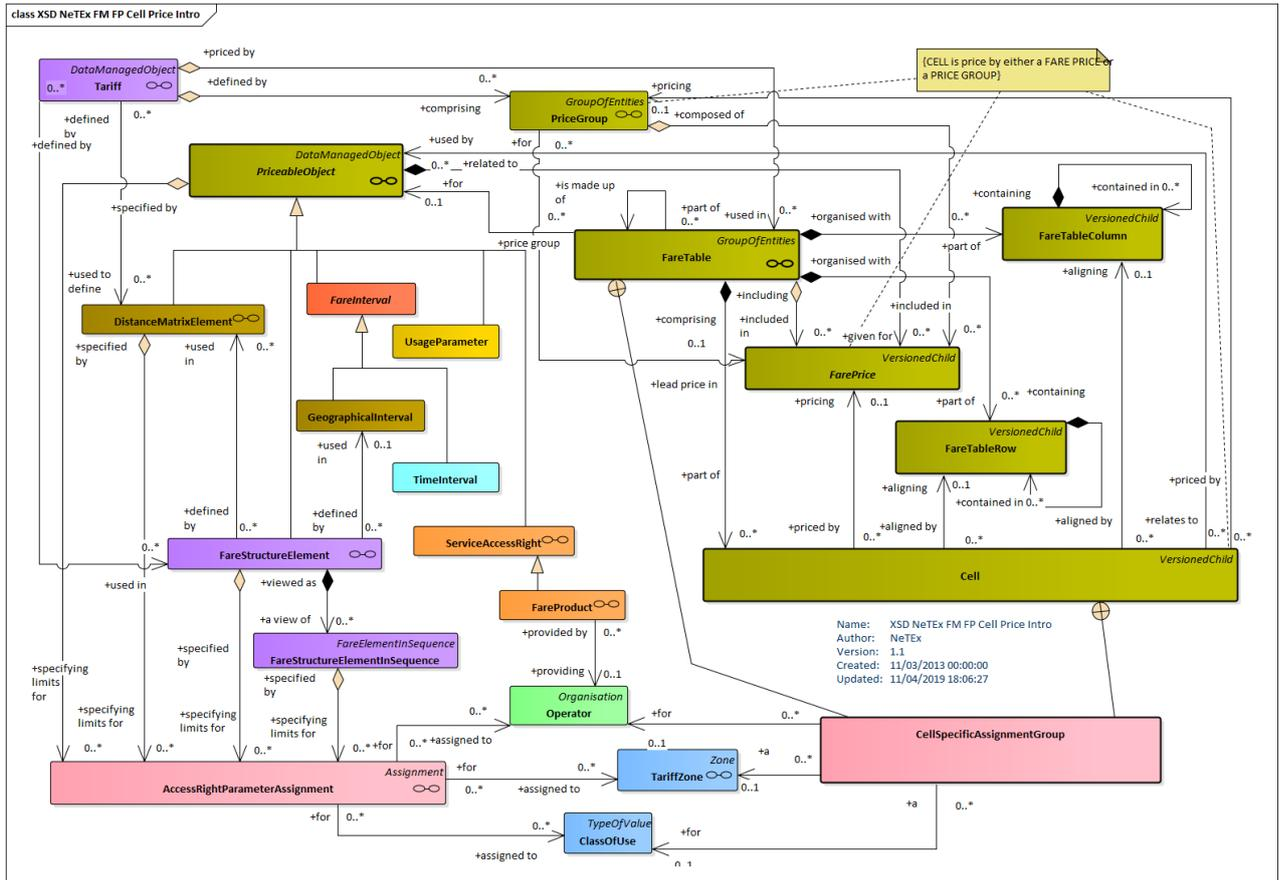 class XSD NeTEx FM FP Cell Price Intro
+priced by
DataManagedObject
Tariff
0..*
+defined by
0..*
+comprising
{CELL is price by either a FARE PRICE or
a PRICE GROUP}
+pricing
0..1
GroupOfEntities
PriceGroup
+composed of
+defined
by
0..*
+defined by
+for
0..*
+used by
DataManagedObject
PriceableObject
0..*
+related to
+for
0..1
+specified by
+is made up
of
0..*
+part of
0..*
+used in
0..*
+organised with
+containing
+contained in 0..*
VersionedChild
FareTableColumn
0..*
+part of
+price group
GroupOfEntities
FareTable
+organised with
+aligning
0..1
+used to
define
0..*
DistanceMatrixElement
FareInterval
UsageParameter
+specified
by
+used
in
0..*
+including
+included
in
0..*
+included in
+given for
0..*
0..*
+comprising
0..1
VersionedChild
FarePrice
+lead price in
+pricing
0..1
+part of
0..*
+containing
GeographicalInterval
+used
in
0..1
TimeInterval
VersionedChild
FareTableRow
+part of
+aligning
0..1
+contained in 0..*
+priced by
+defined
by
0..*
+defined
by
0..*
0..*
+priced by
0..*
+aligned by
0..*
+aligned by
0..*
+relates to
0..*
0..*
0..*
FareStructureElement
ServiceAccessRight
VersionedChild
Cell
+used in
+viewed as
FareProduct
+a view of
0..*
+provided by
0..*
Name: XSD NeTEx FM FP Cell Price Intro
Author: NeTEx
Version: 1.1
Created: 11/03/2013 00:00:00
Updated: 11/04/2019 18:06:27
FareElementInSequence
FareStructureElementInSequence
+specified
by
+specified
by
+providing
0..1
+specifying
limits
for
+specifying
limits for
+specifying
limits for
+specifying
limits for
Organisation
Operator
0..*
+for
0..*
CellSpecificAssignmentGroup
0..*
0..*
0..*
0..*
+for
0..*
+assigned to
0..1
Assignment
AccessRightParameterAssignment
+for
0..*
0..*
+assigned to
Zone
TariffZone
+a
0..*
0..1
+for
0..*
0..*
+assigned to
TypeOfValue
ClassOfUse
+for
+a
0..*
0..1